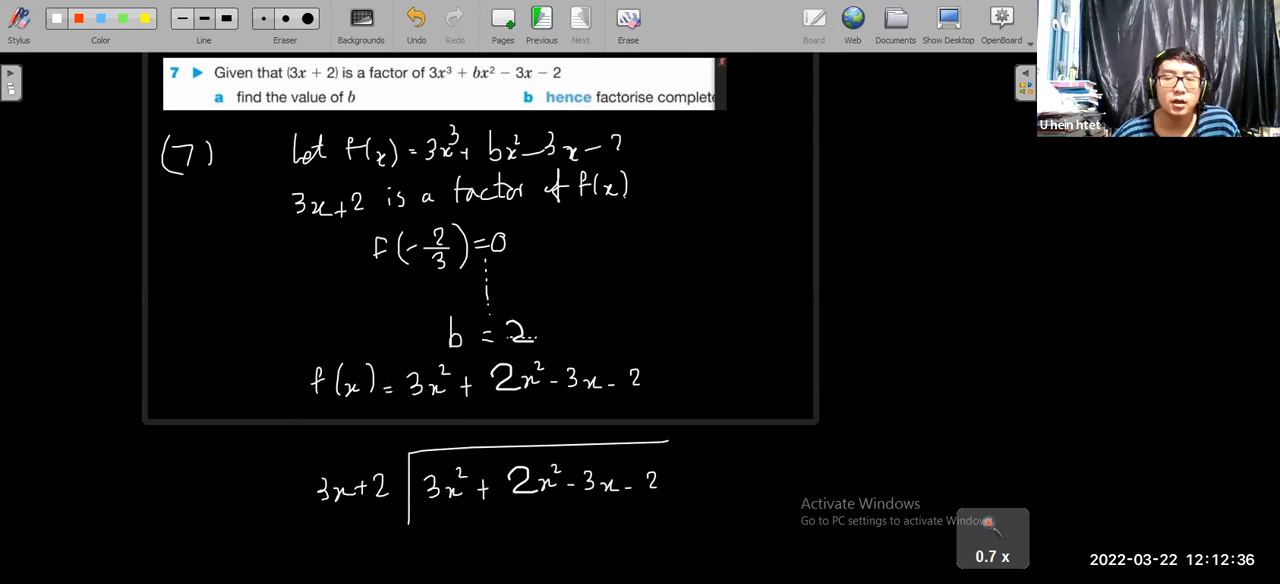 Stylus Color Line Eraser Backgrounds Undo Redo Pages Previous Next Erase Board Web Documents Show Desktop OpenBoard
7 ▶ Given that (3x + 2) is a factor of 3x³ + bx² − 3x − 2
a find the value of b b hence factorise complete
U hein htet
(7) Let f(x) = 3x³ + bx² − 3x − 2
3x+2 is a factor of f(x)
F(−2/3) = 0
b = 2
f(x) = 3x² + 2x² − 3x − 2
3x+2 3x² + 2x² − 3x − 2
Activate Windows
Go to PC settings to activate Windows
0.7 x
2022-03-22 12:12:36